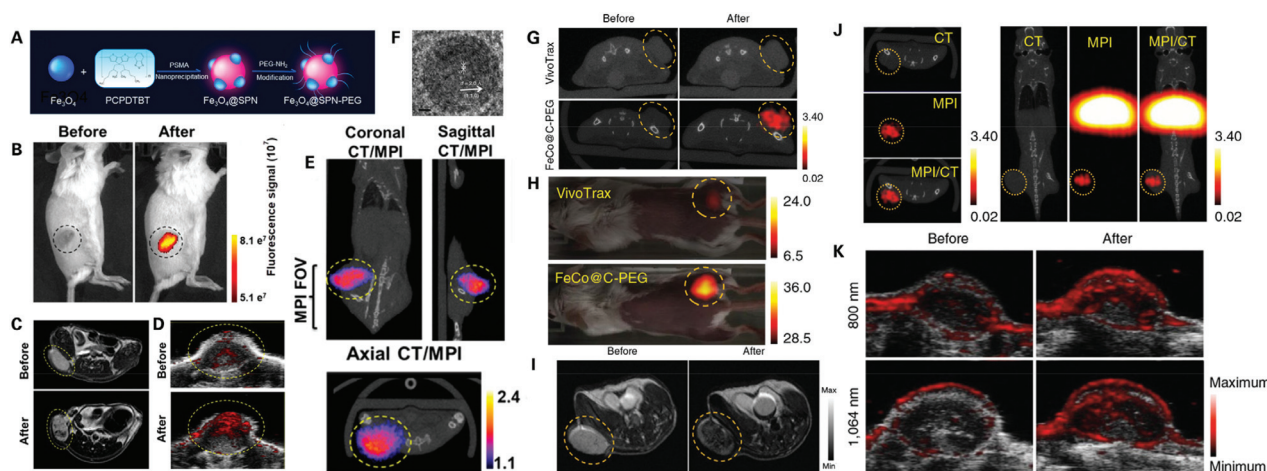 A
Fe₃O₄
+
PCPDTBT
PSMA
Nanoprecipitation
Fe₃O₄@SPN
PEG-NH₂
Modification
Fe₃O₄@SPN-PEG
B
Before
After
Fluorescence signal (10⁷)
8.1 e⁷
5.1 e⁷
C
Before
After
D
Before
After
E
Coronal
CT/MPI
Sagittal
CT/MPI
MPI FOV
Axial CT/MPI
2.4
1.1
F
G
Before
After
VivoTrax
FeCo@C-PEG
3.40
0.02
H
VivoTrax
24.0
6.5
FeCo@C-PEG
36.0
28.5
I
Before
After
Max
Min
J
CT
MPI
MPI/CT
3.40
0.02
CT
MPI
MPI/CT
3.40
0.02
K
Before
After
800 nm
1,064 nm
Maximum
Minimum